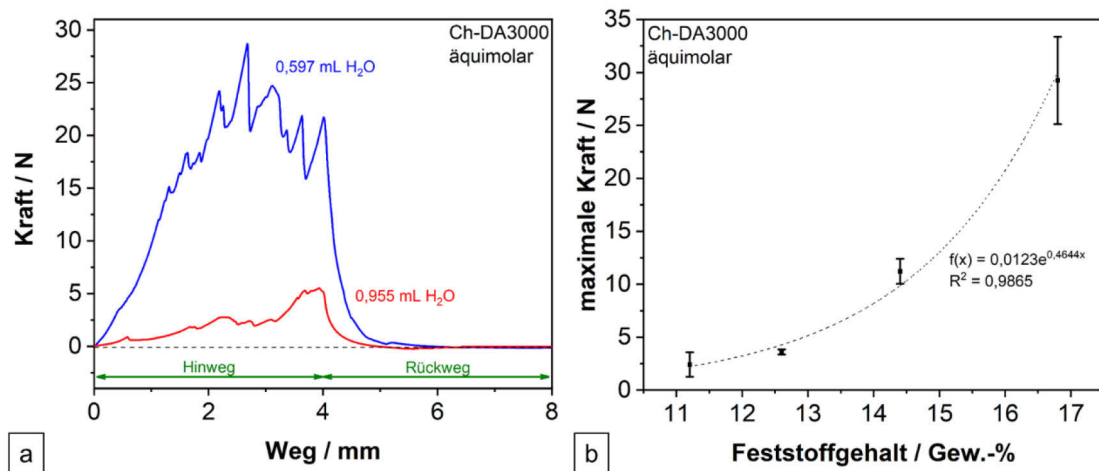 Ch-DA3000
äquimolar
0,597 mL H₂O
0,955 mL H₂O
Hinweg
Rückweg
Kraft / N
30
25
20
15
10
5
0
0
2
4
6
8
Weg / mm
a
Ch-DA3000
äquimolar
f(x) = 0,0123e^0,4644x
R² = 0,9865
maximale Kraft / N
35
30
25
20
15
10
5
0
11
12
13
14
15
16
17
Feststoffgehalt / Gew.-%
b